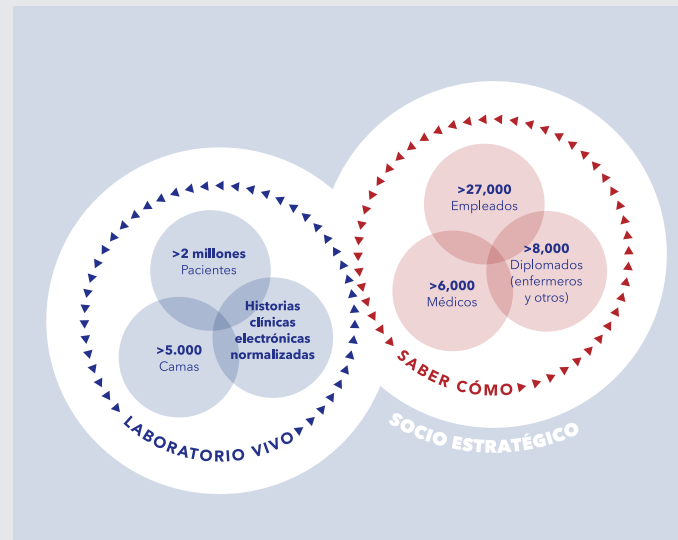 >2 millones
Pacientes
>5.000
Camas
Historias
clínicas
electrónicas
normalizadas
LABORATORIO VIVO
>27,000
Empleados
>6,000
Médicos
>8,000
Diplomados
(enfermeros
y otros)
SABER CÓMO
SOCIO ESTRATÉGICO